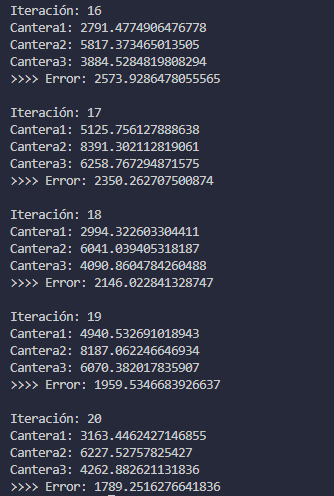 Iteración: 16
Cantera1: 2791.4774906476778
Cantera2: 5817.373465013505
Cantera3: 3884.5284819808294
>>>> Error: 2573.9286478055565
Iteración: 17
Cantera1: 5125.756127888638
Cantera2: 8391.302112819061
Cantera3: 6258.767294871575
>>>> Error: 2350.262707500874
Iteración: 18
Cantera1: 2994.322603304411
Cantera2: 6041.039405318187
Cantera3: 4090.8604784260488
>>>> Error: 2146.022841328747
Iteración: 19
Cantera1: 4940.532691018943
Cantera2: 8187.062246646934
Cantera3: 6070.382017835907
>>>> Error: 1959.5346683926637
Iteración: 20
Cantera1: 3163.4462427146855
Cantera2: 6227.52757825427
Cantera3: 4262.882621131836
>>>> Error: 1789.2516276641836